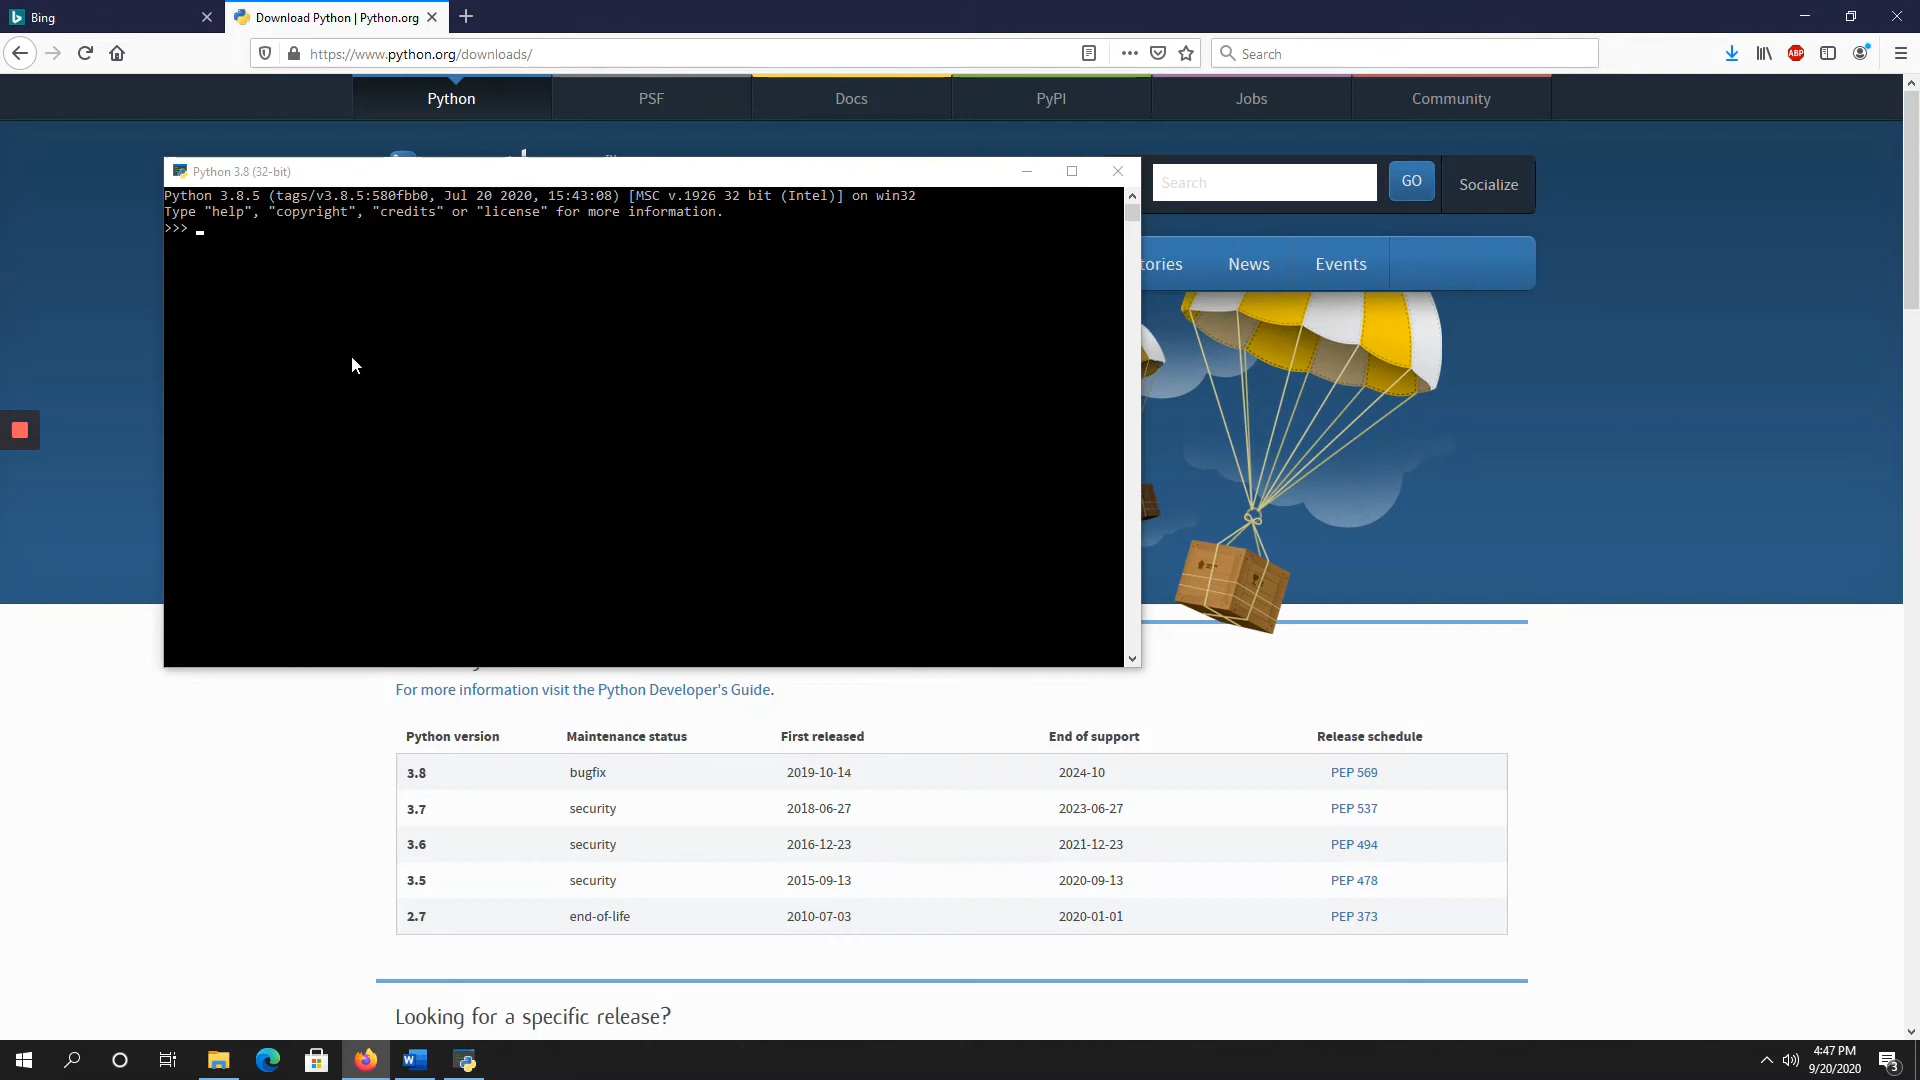 Bing
Download Python | Python.org
https://www.python.org/downloads/
Search
ABP
Python
PSF
Docs
PyPI
Jobs
Community
Search
GO
Socialize
Python 3.8 (32-bit)
Python 3.8.5 (tags/v3.8.5:580fbb0, Jul 20 2020, 15:43:08) [MSC v.1926 32 bit (Intel)] on win32
Type "help", "copyright", "credits" or "license" for more information.
>>>
tories
News
Events
For more information visit the Python Developer's Guide.
Python version Maintenance status First released End of support Release schedule
3.8 bugfix 2019-10-14 2024-10 PEP 569
3.7 security 2018-06-27 2023-06-27 PEP 537
3.6 security 2016-12-23 2021-12-23 PEP 494
3.5 security 2015-09-13 2020-09-13 PEP 478
2.7 end-of-life 2010-07-03 2020-01-01 PEP 373
Looking for a specific release?
4:47 PM
9/20/2020
3